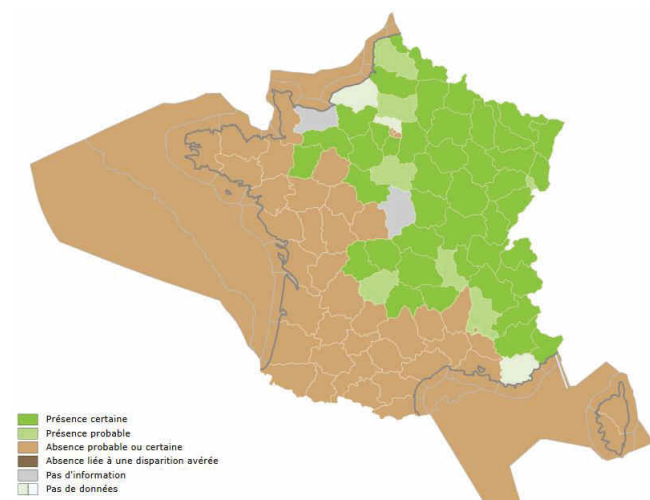 Présence certaine
Présence probable
Absence probable ou certaine
Absence liée à une disparition avérée
Pas d'information
Pas de données